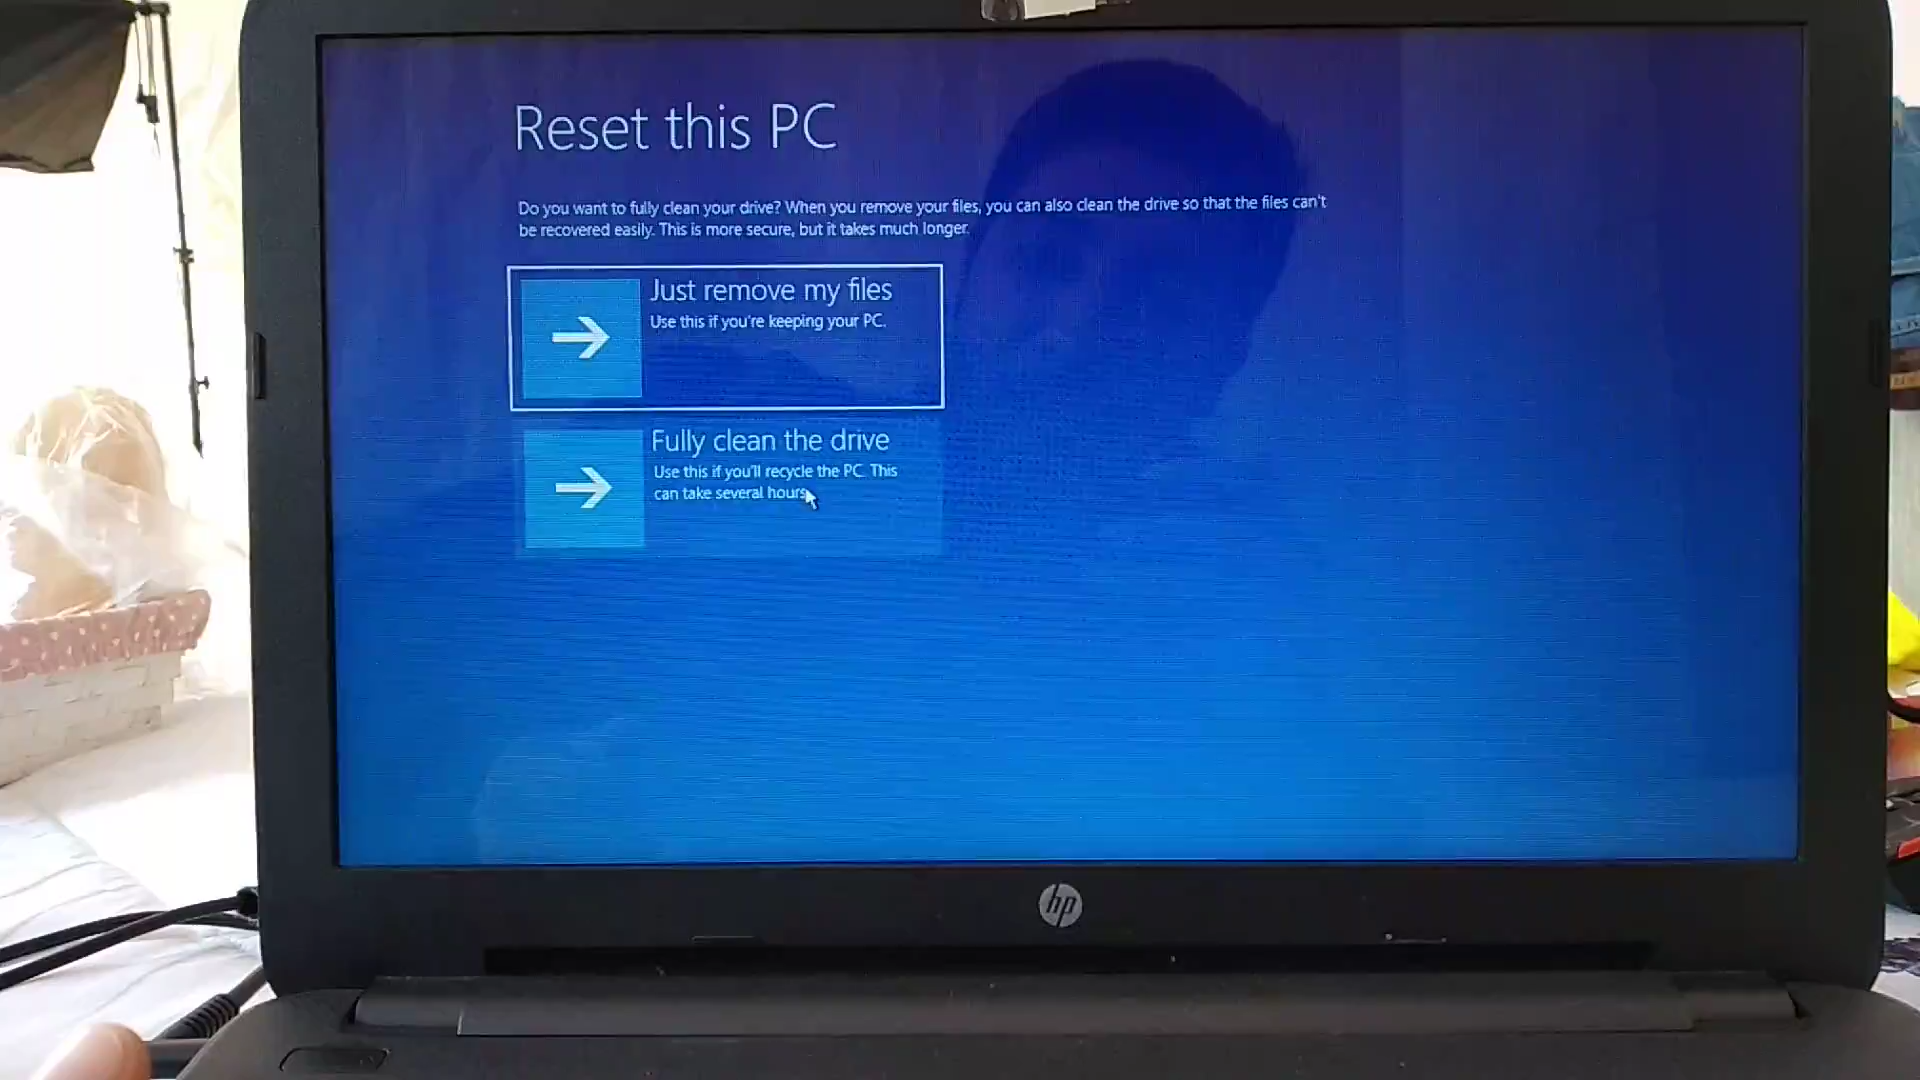 Reset this PC
Do you want to fully clean your drive? When you remove your files, you can also clean the drive so that the files can't
be recovered easily. This is more secure, but it takes much longer.
Just remove my files
Use this if you're keeping your PC.
Fully clean the drive
Use this if you'll recycle the PC. This
can take several hours.
hp